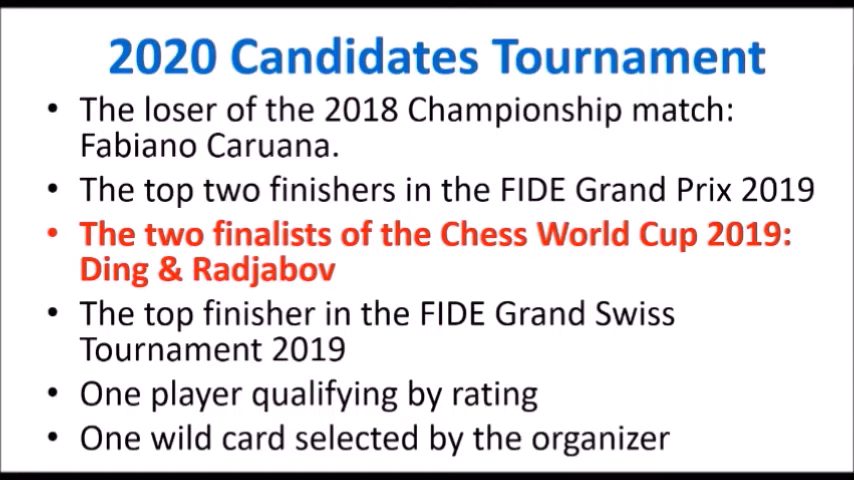 2020 Candidates Tournament
• The loser of the 2018 Championship match:
Fabiano Caruana.
• The top two finishers in the FIDE Grand Prix 2019
• The two finalists of the Chess World Cup 2019:
Ding & Radjabov
• The top finisher in the FIDE Grand Swiss
Tournament 2019
• One player qualifying by rating
• One wild card selected by the organizer